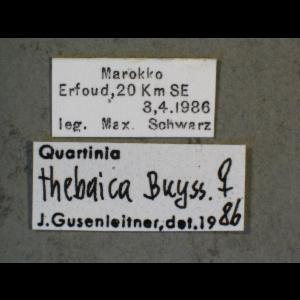 Marokko
Erfoud, 20 Km SE
3,4.1986
leg. Max. Schwarz
Quartinia
thebaica Buyss. ♀
J.Gusenleitner, det. 1986